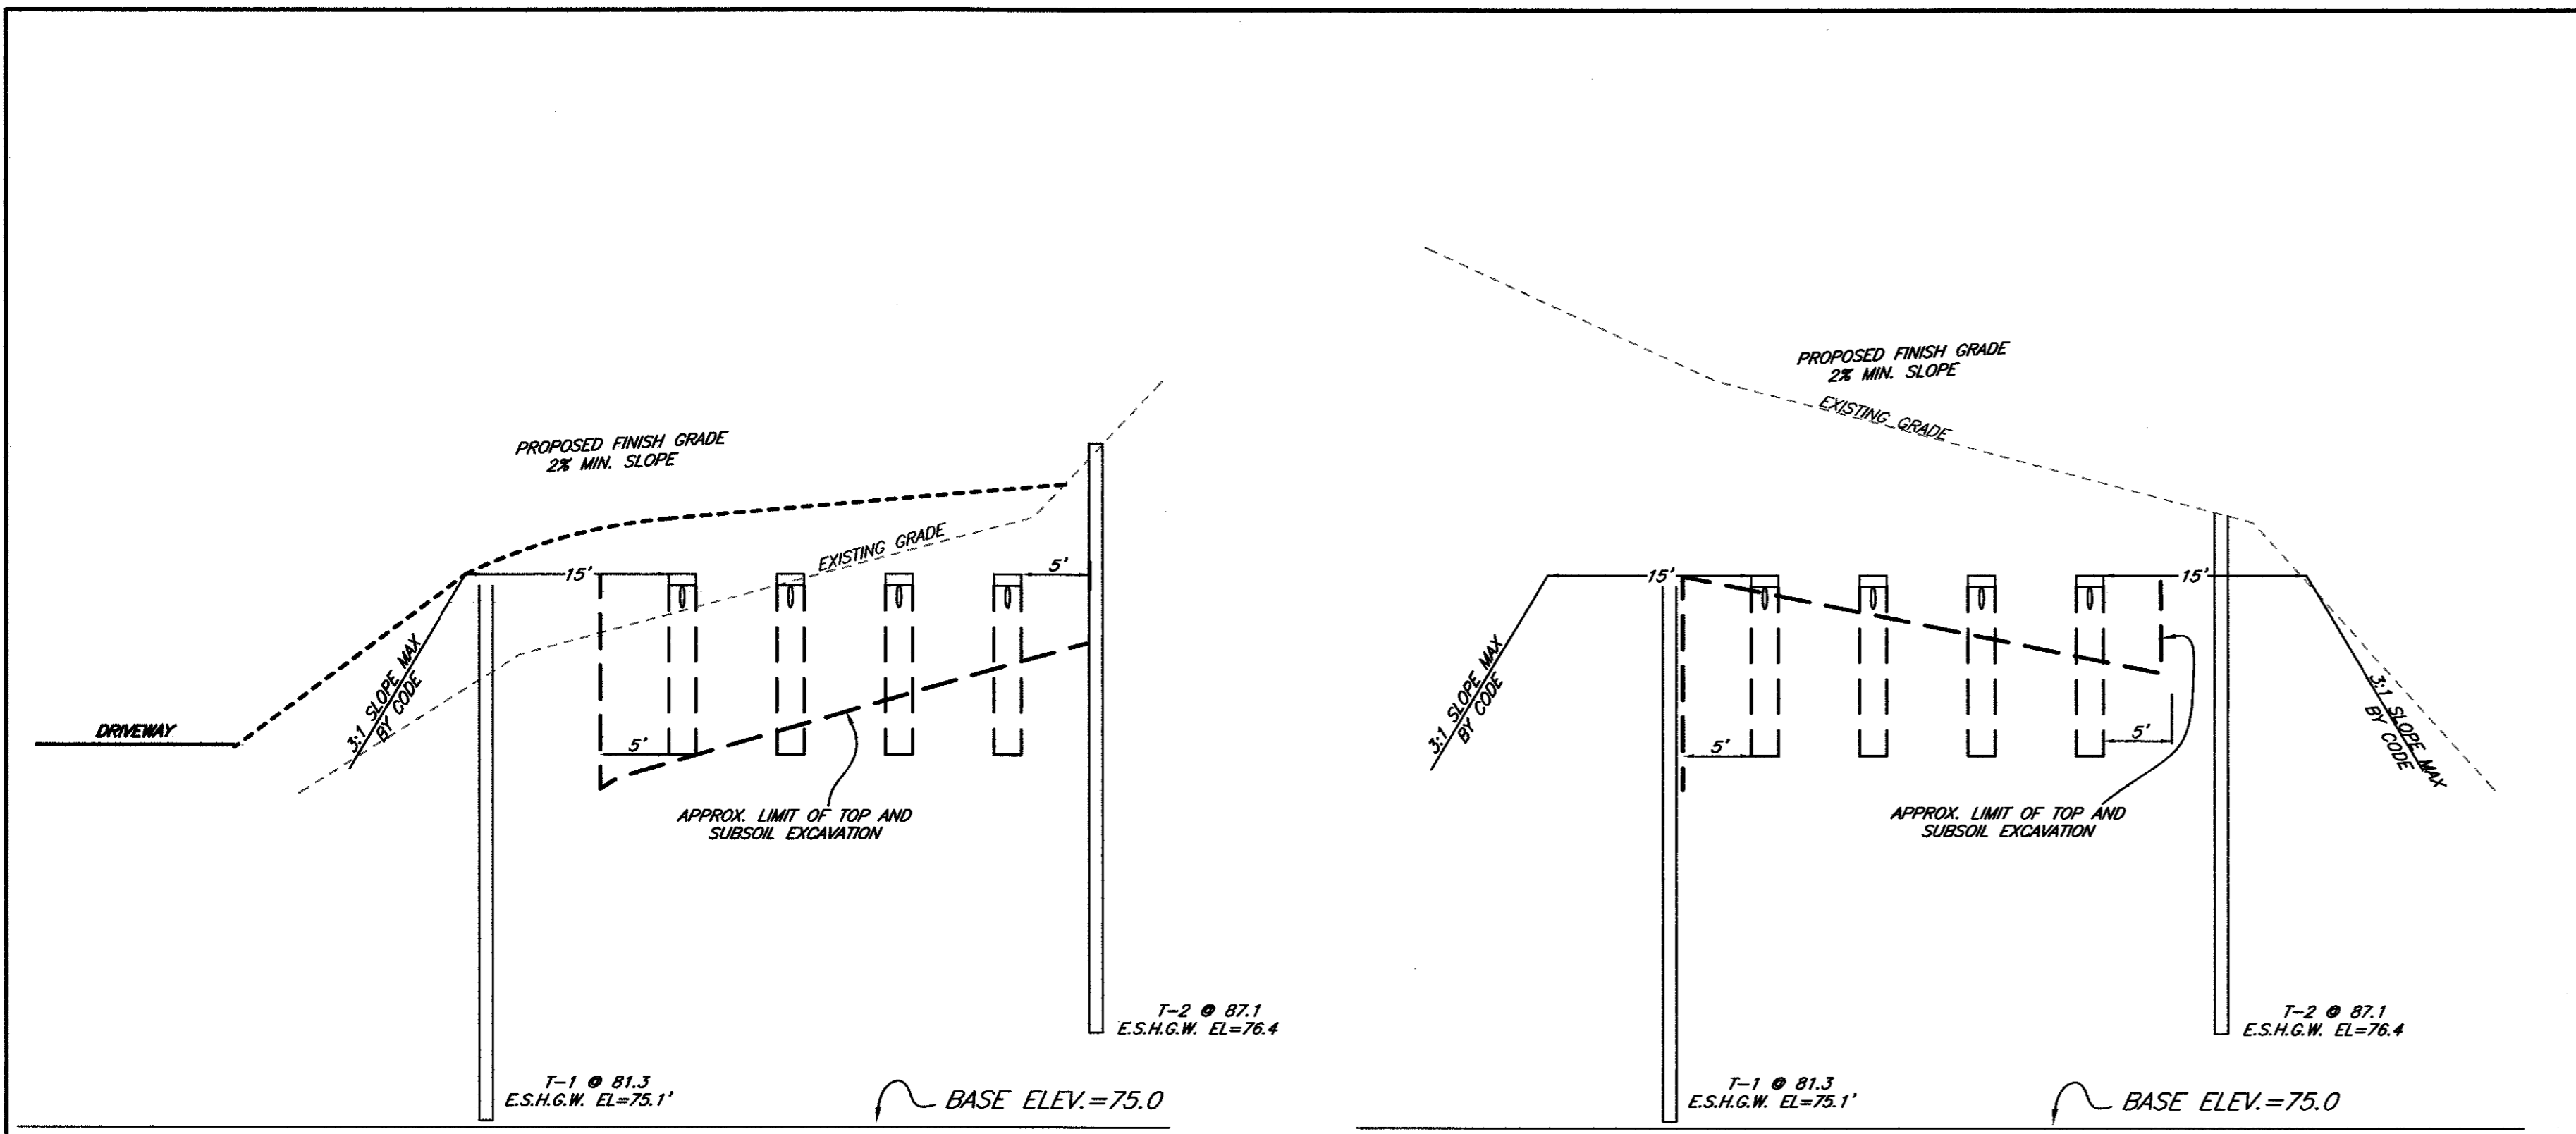 PROPOSED FINISH GRADE
2% MIN. SLOPE
EXISTING GRADE
15'
5'
3:1 SLOPE MAX
BY CODE
DRIVEWAY
5'
APPROX. LIMIT OF TOP AND
SUBSOIL EXCAVATION
T-2 @ 87.1
E.S.H.G.W. EL=76.4
T-1 @ 81.3
E.S.H.G.W. EL=75.1'
BASE ELEV.=75.0
PROPOSED FINISH GRADE
2% MIN. SLOPE
EXISTING GRADE
15'
15'
3:1 SLOPE MAX
BY CODE
5'
5'
3:1 SLOPE MAX
BY CODE
APPROX. LIMIT OF TOP AND
SUBSOIL EXCAVATION
T-2 @ 87.1
E.S.H.G.W. EL=76.4
T-1 @ 81.3
E.S.H.G.W. EL=75.1'
BASE ELEV.=75.0